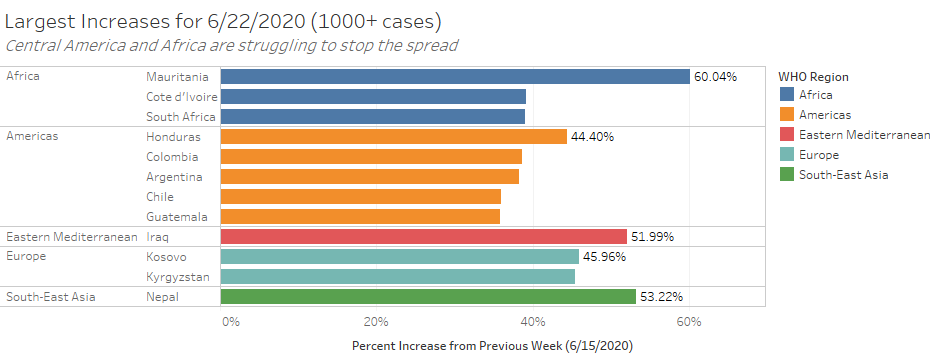 Largest Increases for 6/22/2020 (1000+ cases)
Central America and Africa are struggling to stop the spread
WHO Region
Africa
Americas
Eastern Mediterranean
Europe
South-East Asia
Africa Mauritania 60.04%
Cote d'Ivoire
South Africa
Americas Honduras 44.40%
Colombia
Argentina
Chile
Guatemala
Eastern Mediterranean Iraq 51.99%
Europe Kosovo 45.96%
Kyrgyzstan
South-East Asia Nepal 53.22%
0% 20% 40% 60%
Percent Increase from Previous Week (6/15/2020)